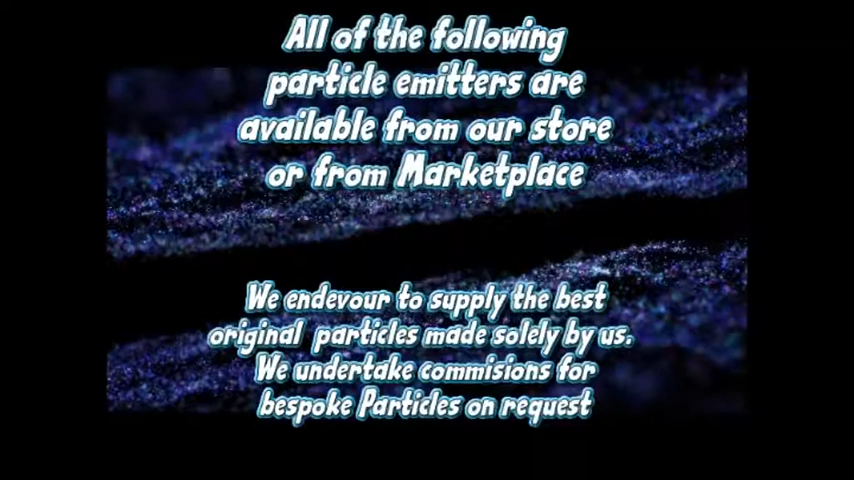 All of the following
particle emitters are
available from our store
or from Marketplace
We endevour to supply the best
original particles made solely by us.
We undertake commisions for
bespoke Particles on request